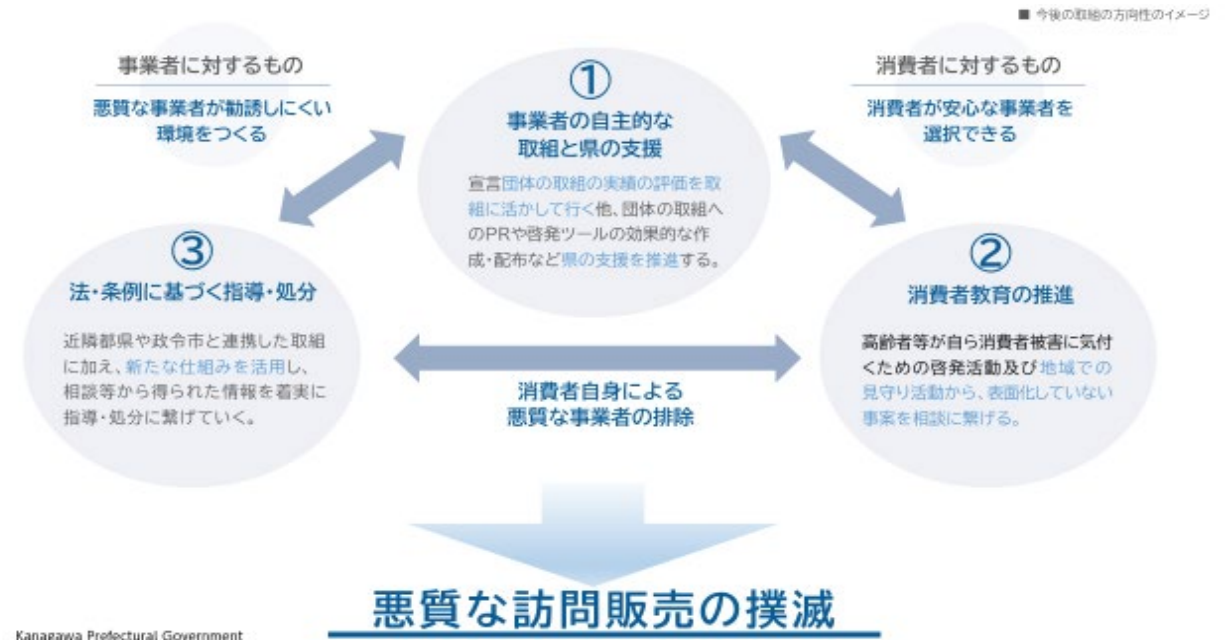 ■ 今後の取組の方向性のイメージ
事業者に対するもの
悪質な事業者が勧誘しにくい
環境をつくる
消費者に対するもの
消費者が安心な事業者を
選択できる
①
事業者の自主的な
取組と県の支援
宣言団体の取組の実績の評価を取
組に活かして行く他、団体の取組へ
のPRや啓発ツールの効果的な作
成・配布など県の支援を推進する。
③
法・条例に基づく指導・処分
近隣都県や政令市と連携した取組
に加え、新たな仕組みを活用し、
相談等から得られた情報を着実に
指導・処分に繋げていく。
②
消費者教育の推進
高齢者等が自ら消費者被害に気付
くための啓発活動及び地域での
見守り活動から、表面化していない
事案を相談に繋げる。
消費者自身による
悪質な事業者の排除
悪質な訪問販売の撲滅
Kanagawa Prefectural Government